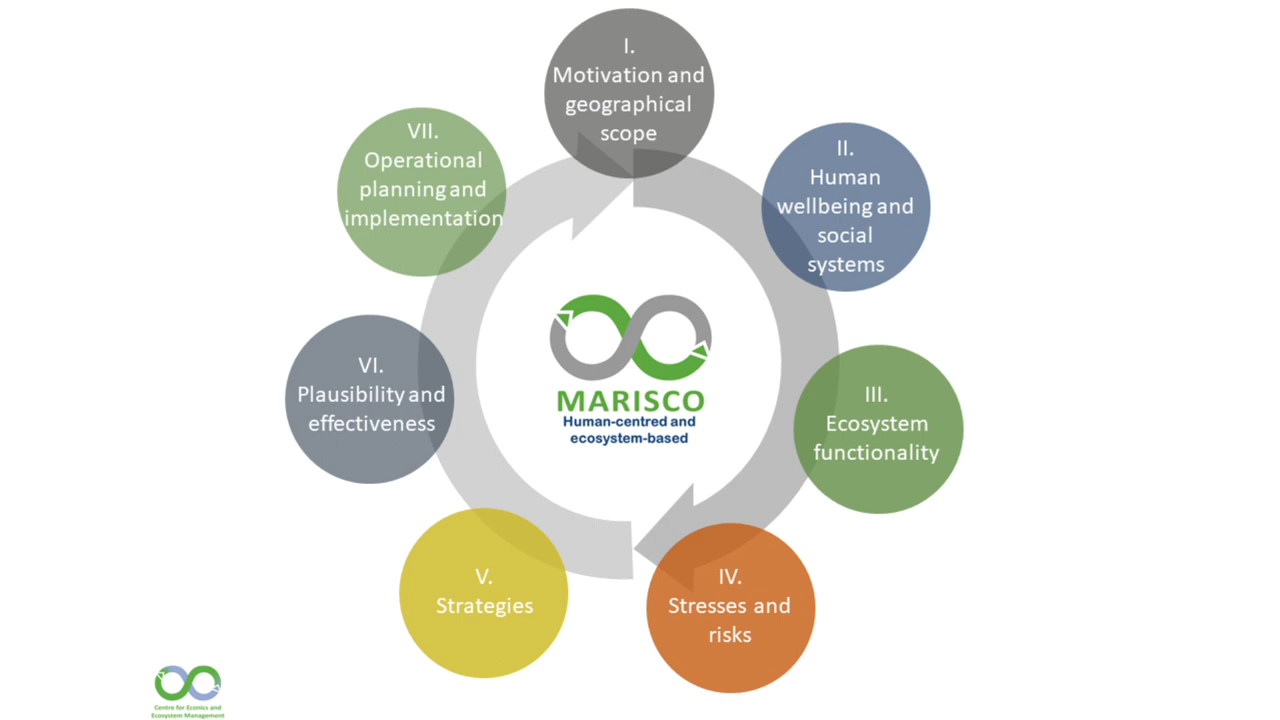 I.
Motivation and
geographical
scope
II.
Human
wellbeing and
social
systems
III.
Ecosystem
functionality
IV.
Stresses and
risks
V.
Strategies
VI.
Plausibility and
effectiveness
VII.
Operational
planning and
implementation
MARISCO
Human-centred and
ecosystem-based
Centre for Econics and
Ecosystem Management